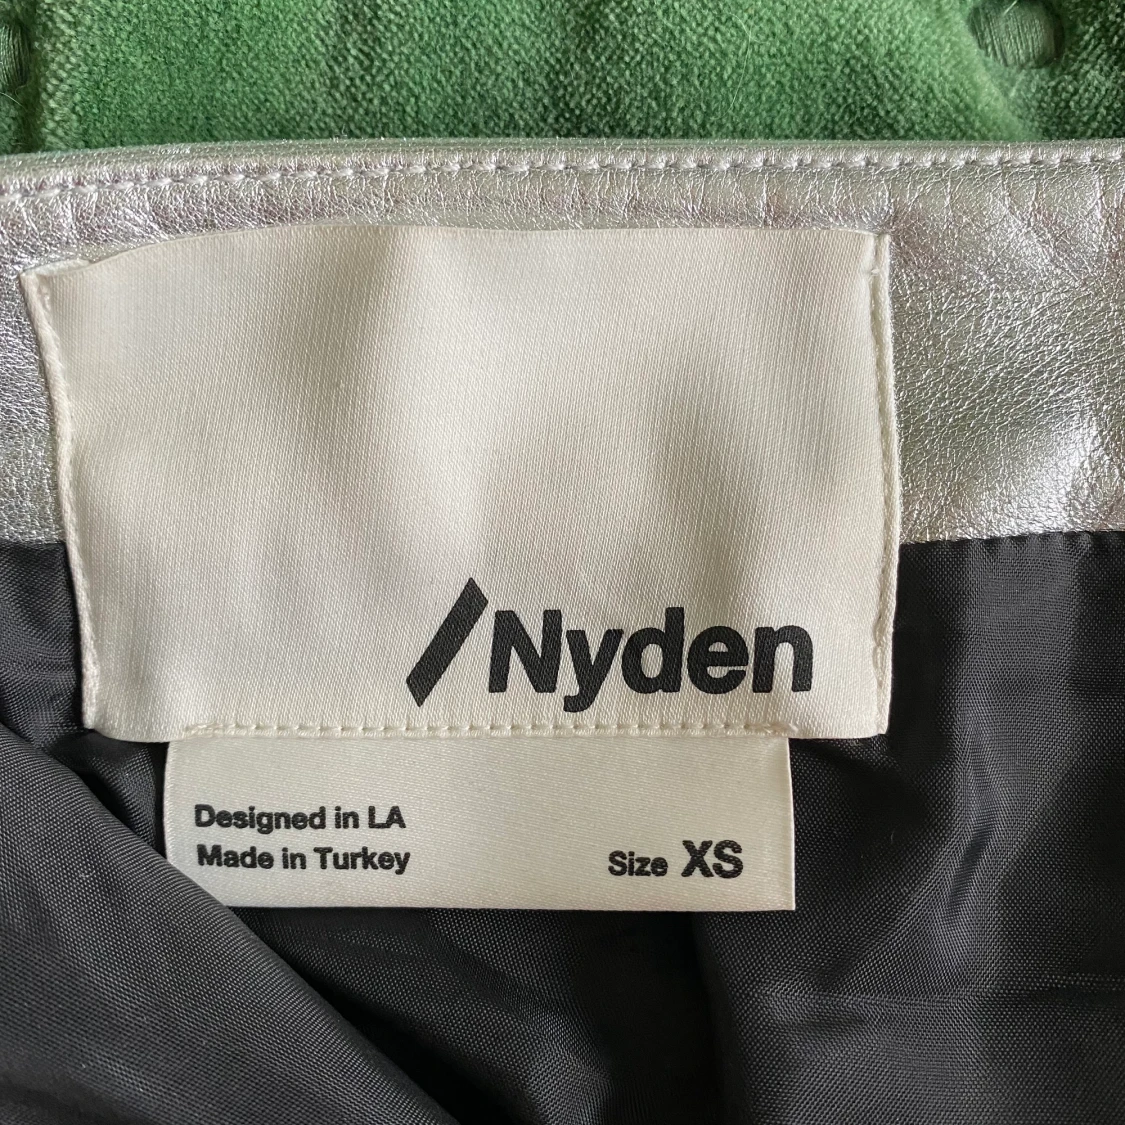 /Nyden
Designed in LA
Made in Turkey
Size XS